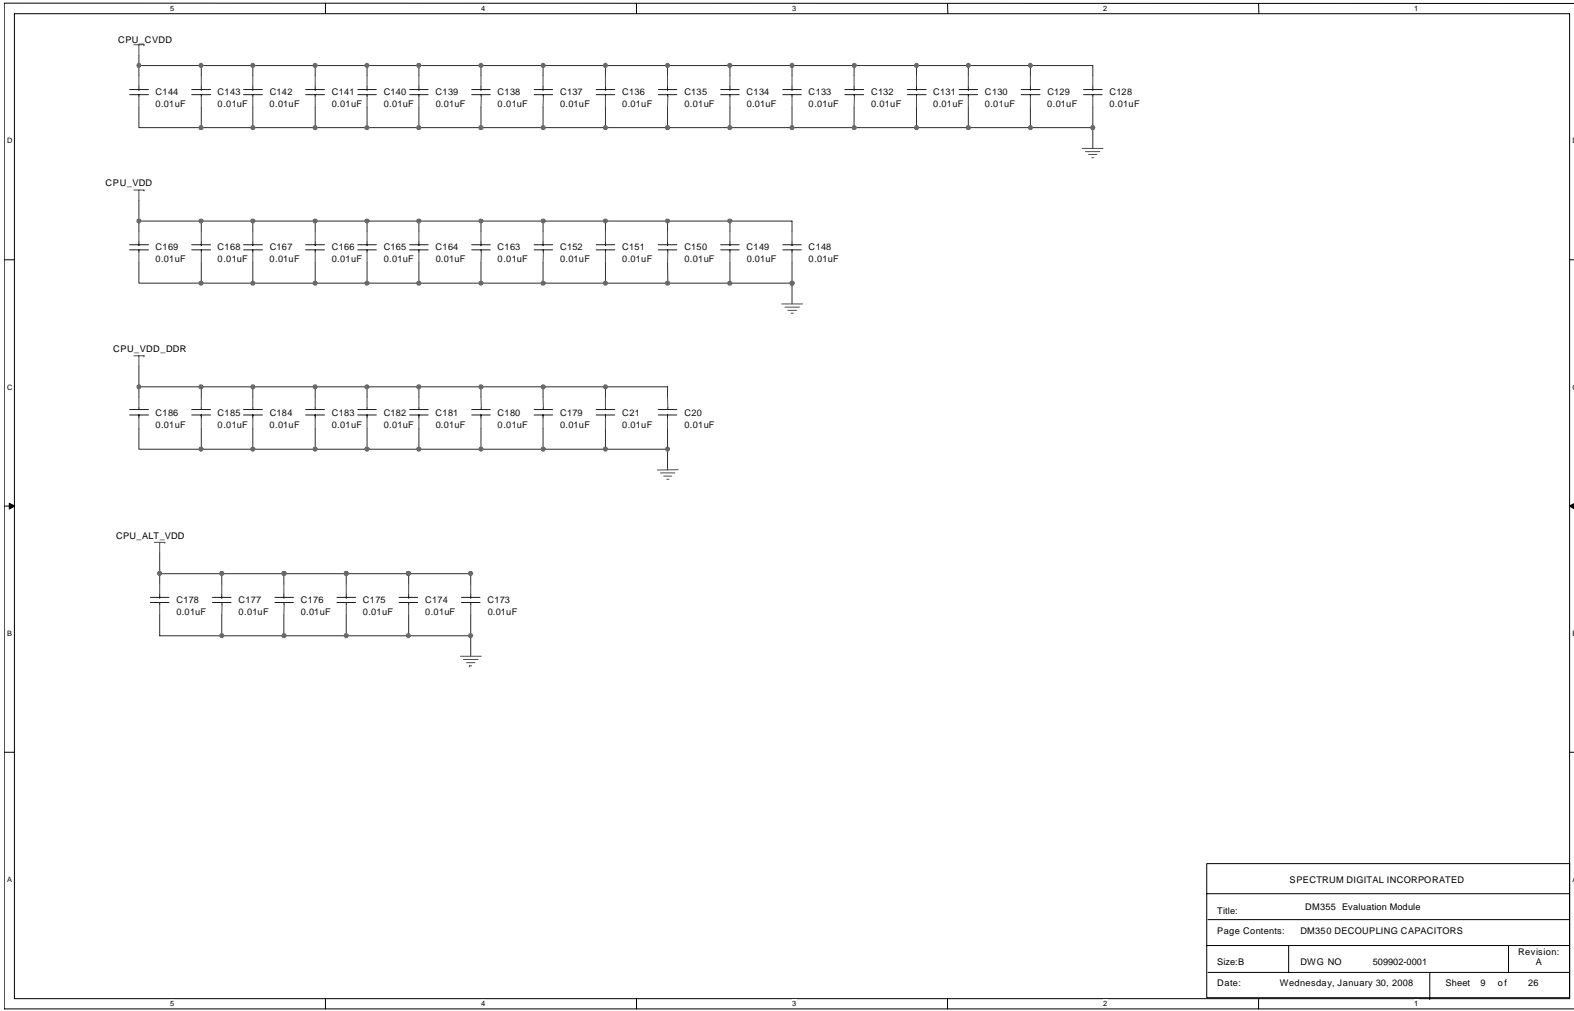 5 4 3 2 1
CPU_CVDD
C144 C143 C142 C141 C140 C139 C138 C137 C136 C135 C134 C133 C132 C131 C130 C129 C128
0.01uF 0.01uF 0.01uF 0.01uF 0.01uF 0.01uF 0.01uF 0.01uF 0.01uF 0.01uF 0.01uF 0.01uF 0.01uF 0.01uF 0.01uF 0.01uF 0.01uF
D
CPU_VDD
C169 C168 C167 C166 C165 C164 C163 C152 C151 C150 C149 C148
0.01uF 0.01uF 0.01uF 0.01uF 0.01uF 0.01uF 0.01uF 0.01uF 0.01uF 0.01uF 0.01uF 0.01uF
CPU_VDD_DDR
C
C186 C185 C184 C183 C182 C181 C180 C179 C21 C20
0.01uF 0.01uF 0.01uF 0.01uF 0.01uF 0.01uF 0.01uF 0.01uF 0.01uF 0.01uF
CPU_ALT_VDD
C178 C177 C176 C175 C174 C173
0.01uF 0.01uF 0.01uF 0.01uF 0.01uF 0.01uF
B
A
SPECTRUM DIGITAL INCORPORATED
Title: DM355 Evaluation Module
Page Contents: DM350 DECOUPLING CAPACITORS
Size:B DWG NO 509902-0001 Revision:
A
Date: Wednesday, January 30, 2008 Sheet 9 of 26
5 4 3 2 1